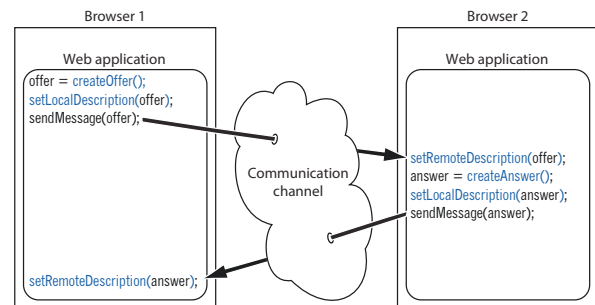 Browser 1
Web application
offer = createOffer();
setLocalDescription(offer);
sendMessage(offer);
setRemoteDescription(answer);
Communication
channel
Browser 2
Web application
setRemoteDescription(offer);
answer = createAnswer();
setLocalDescription(answer);
sendMessage(answer);